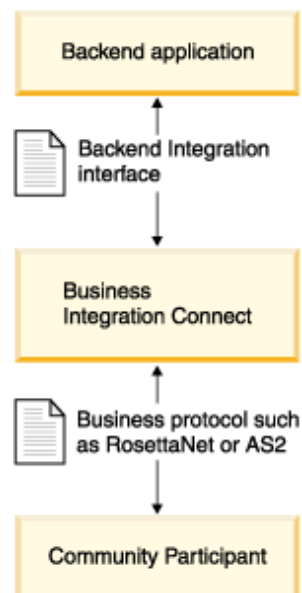 Backend application
Backend Integration
interface
Business
Integration Connect
Business protocol such
as RosettaNet or AS2
Community Participant